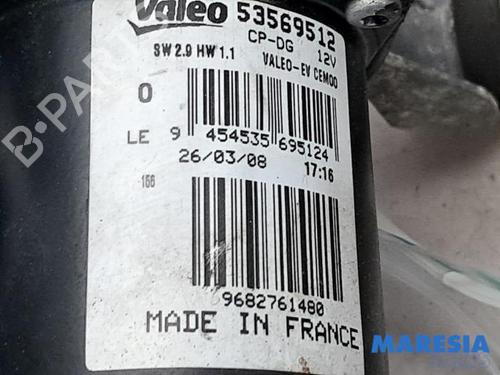 Valeo 53569512
CP-DG 12V
SW 2.9 HW 1.1 VALEO-EV CEMOO
0
LE 9 454535 695124
26/03/08 17:16
166
9682761480
MADE IN FRANCE
B-PARTS
MARESIA